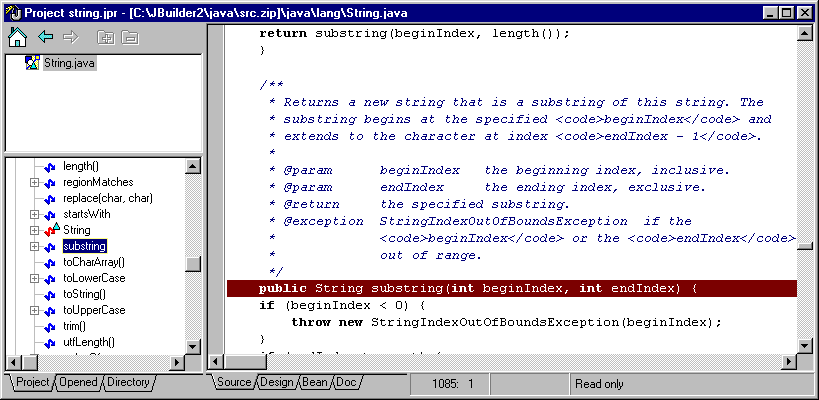 Project string.jpr - [C:\JBuilder2\java\src.zip]\java\lang\String.java
String.java
length()
regionMatches
replace(char, char)
startsWith
String
substring
toCharArray()
toLowerCase
toString()
toUpperCase
trim()
utfLength()
Project Opened Directory
return substring(beginIndex, length());
}
/**
* Returns a new string that is a substring of this string. The
* substring begins at the specified <code>beginIndex</code> and
* extends to the character at index <code>endIndex - 1</code>.
*
* @param beginIndex the beginning index, inclusive.
* @param endIndex the ending index, exclusive.
* @return the specified substring.
* @exception StringIndexOutOfBoundsException if the
* <code>beginIndex</code> or the <code>endIndex</code>
* out of range.
*/
public String substring(int beginIndex, int endIndex) {
if (beginIndex < 0) {
throw new StringIndexOutOfBoundsException(beginIndex);
}
Source Design Bean Doc
1085: 1
Read only